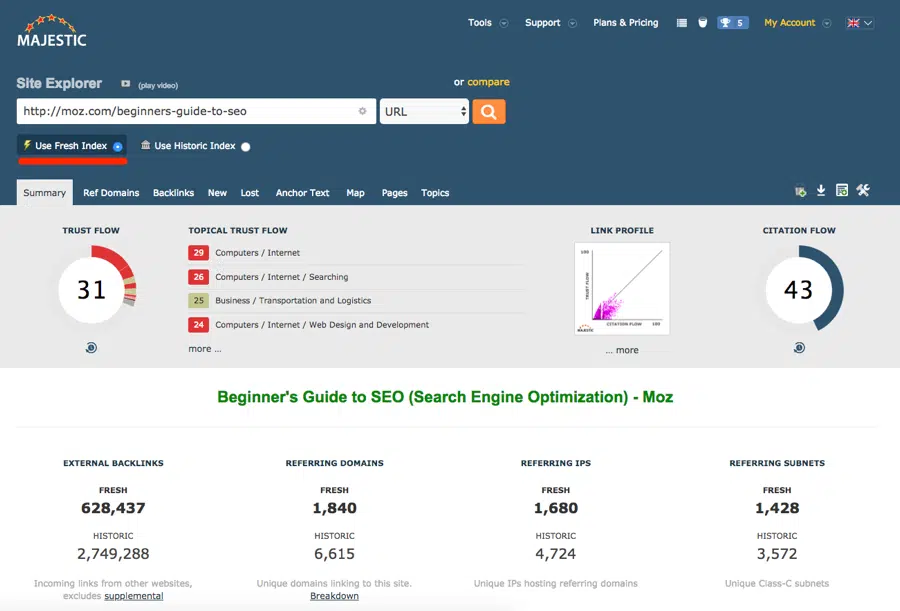 MAJESTIC
Tools Support Plans & Pricing 5 My Account
Site Explorer (play video) or compare
http://moz.com/beginners-guide-to-seo URL
Use Fresh Index Use Historic Index
Summary Ref Domains Backlinks New Lost Anchor Text Map Pages Topics
TRUST FLOW
31
TOPICAL TRUST FLOW
29 Computers / Internet
26 Computers / Internet / Searching
25 Business / Transportation and Logistics
24 Computers / Internet / Web Design and Development
more ...
LINK PROFILE
100
TRUST FLOW
MAJESTIC CITATION FLOW 100
... more
CITATION FLOW
43
Beginner's Guide to SEO (Search Engine Optimization) - Moz
EXTERNAL BACKLINKS
FRESH
628,437
HISTORIC
2,749,288
Incoming links from other websites,
excludes supplemental
REFERRING DOMAINS
FRESH
1,840
HISTORIC
6,615
Unique domains linking to this site.
Breakdown
REFERRING IPS
FRESH
1,680
HISTORIC
4,724
Unique IPs hosting referring domains
REFERRING SUBNETS
FRESH
1,428
HISTORIC
3,572
Unique Class-C subnets